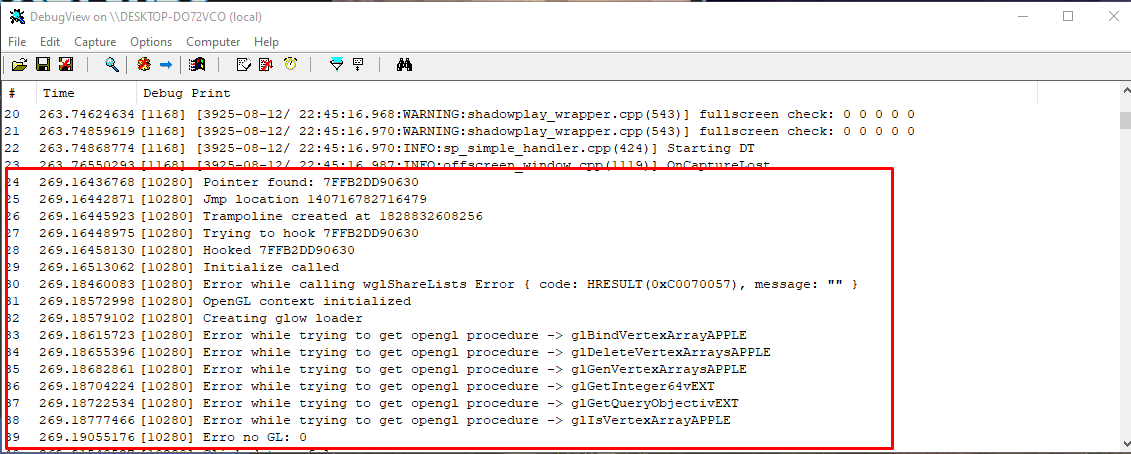 DebugView on \\DESKTOP-DO72VCO (local)
File Edit Capture Options Computer Help
# Time Debug Print
20 263.74624634 [1168] [3925-08-12/ 22:45:16.968:WARNING:shadowplay_wrapper.cpp(543)] fullscreen check: 0 0 0 0 0
21 263.74859619 [1168] [3925-08-12/ 22:45:16.970:WARNING:shadowplay_wrapper.cpp(543)] fullscreen check: 0 0 0 0 0
22 263.74868774 [1168] [3925-08-12/ 22:45:16.970:INFO:sp_simple_handler.cpp(424)] Starting DT
23 263.76550293 [1168] [3925-08-12/ 22:45:16.987:INFO:offscreen_window.cpp(1119)] OnCaptureLost
24 269.16436768 [10280] Pointer found: 7FFB2DD90630
25 269.16442871 [10280] Jmp location 140716782716479
26 269.16445923 [10280] Trampoline created at 1828832608256
27 269.16448975 [10280] Trying to hook 7FFB2DD90630
28 269.16458130 [10280] Hooked 7FFB2DD90630
29 269.16513062 [10280] Initialize called
30 269.18460083 [10280] Error while calling wglShareLists Error { code: HRESULT(0xC0070057), message: "" }
31 269.18572998 [10280] OpenGL context initialized
32 269.18579102 [10280] Creating glow loader
33 269.18615723 [10280] Error while trying to get opengl procedure -> glBindVertexArrayAPPLE
34 269.18655396 [10280] Error while trying to get opengl procedure -> glDeleteVertexArraysAPPLE
35 269.18682861 [10280] Error while trying to get opengl procedure -> glGenVertexArraysAPPLE
36 269.18704224 [10280] Error while trying to get opengl procedure -> glGetInteger64vEXT
37 269.18722534 [10280] Error while trying to get opengl procedure -> glGetQueryObjectivEXT
38 269.18777466 [10280] Error while trying to get opengl procedure -> glIsVertexArrayAPPLE
39 269.19055176 [10280] Erro no GL: 0